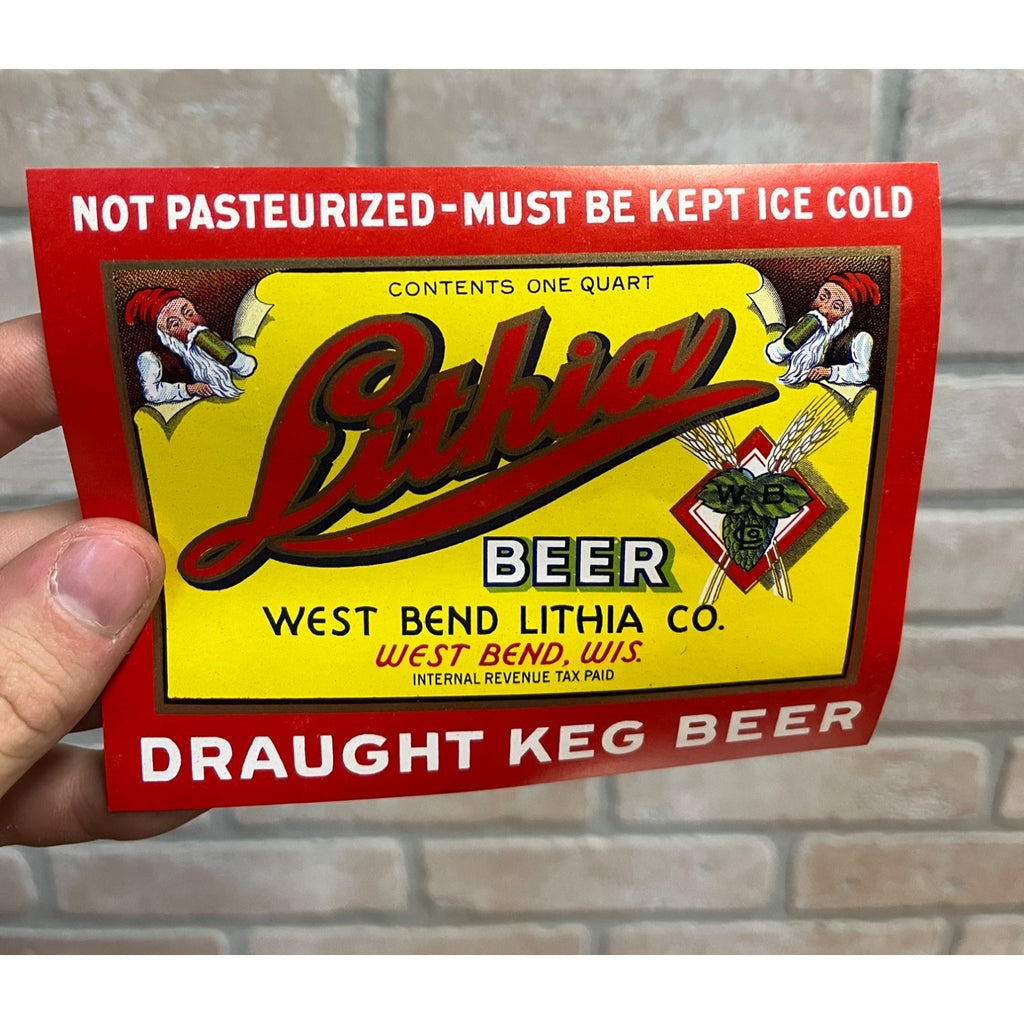 NOT PASTEURIZED-MUST BE KEPT ICE COLD
CONTENTS ONE QUART
Lithia
BEER
W B
Co
WEST BEND LITHIA CO.
WEST BEND, WIS.
INTERNAL REVENUE TAX PAID
DRAUGHT KEG BEER